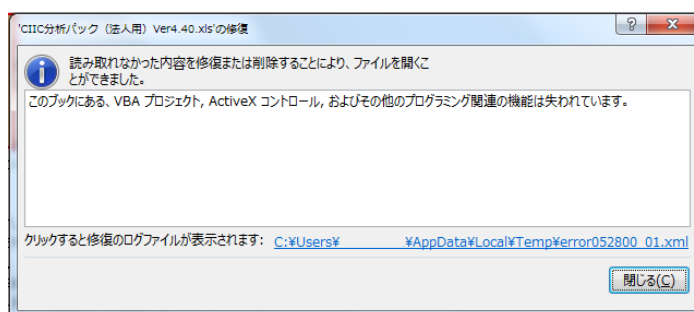 'CIIC分析パック（法人用）Ver4.40.xls'の修復
読み取れなかった内容を修復または削除することにより、ファイルを開くこ
とができました。
このブックにある、VBA プロジェクト, ActiveX コントロール, およびその他のプログラミング関連の機能は失われています。
クリックすると修復のログファイルが表示されます: C:¥Users¥ ¥AppData¥Local¥Temp¥error052800_01.xml
閉じる(C)